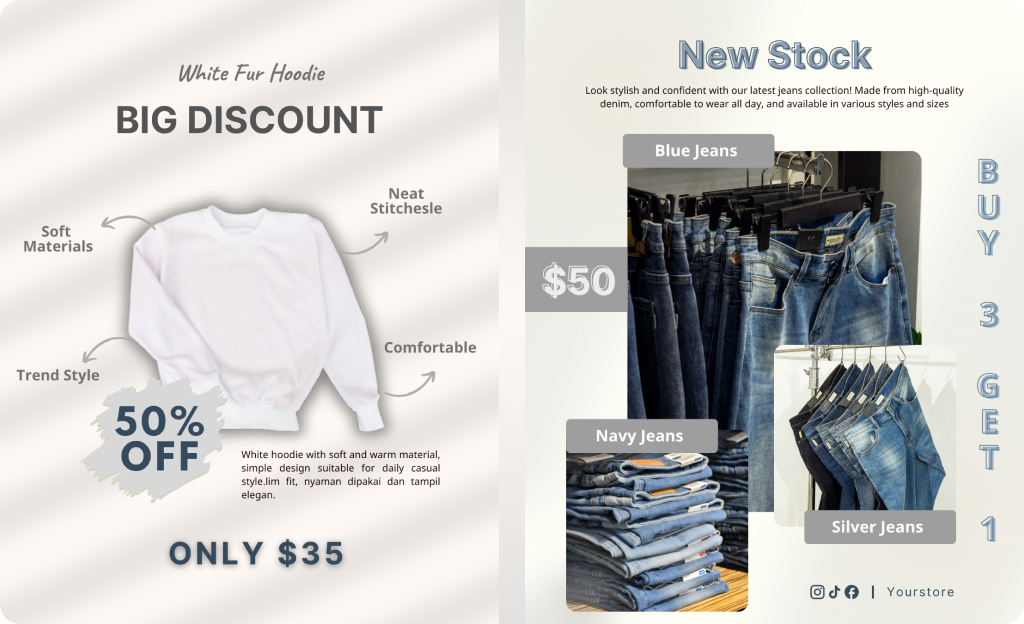 White Fur Hoodie
BIG DISCOUNT
Neat
Stitchesle
Soft
Materials
Comfortable
Trend Style
50%
OFF
White hoodie with soft and warm material,
simple design suitable for daily casual
style.lim fit, nyaman dipakai dan tampil
elegan.
ONLY $35
New Stock
Look stylish and confident with our latest jeans collection! Made from high-quality
denim, comfortable to wear all day, and available in various styles and sizes
Blue Jeans
$50
Navy Jeans
Silver Jeans
BUY
3
GET
1
| Yourstore